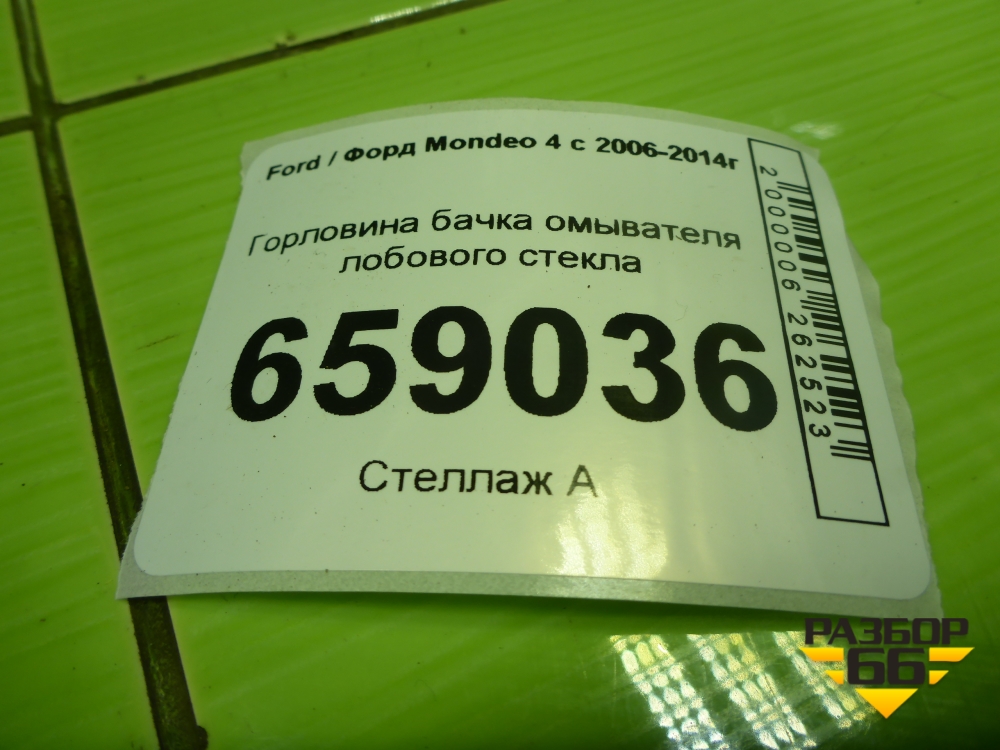 Ford / Форд Mondeo 4 с 2006-2014г
Горловина бачка омывателя
лобового стекла
659036
Стеллаж А
2000006262523
РАЗБОР
66